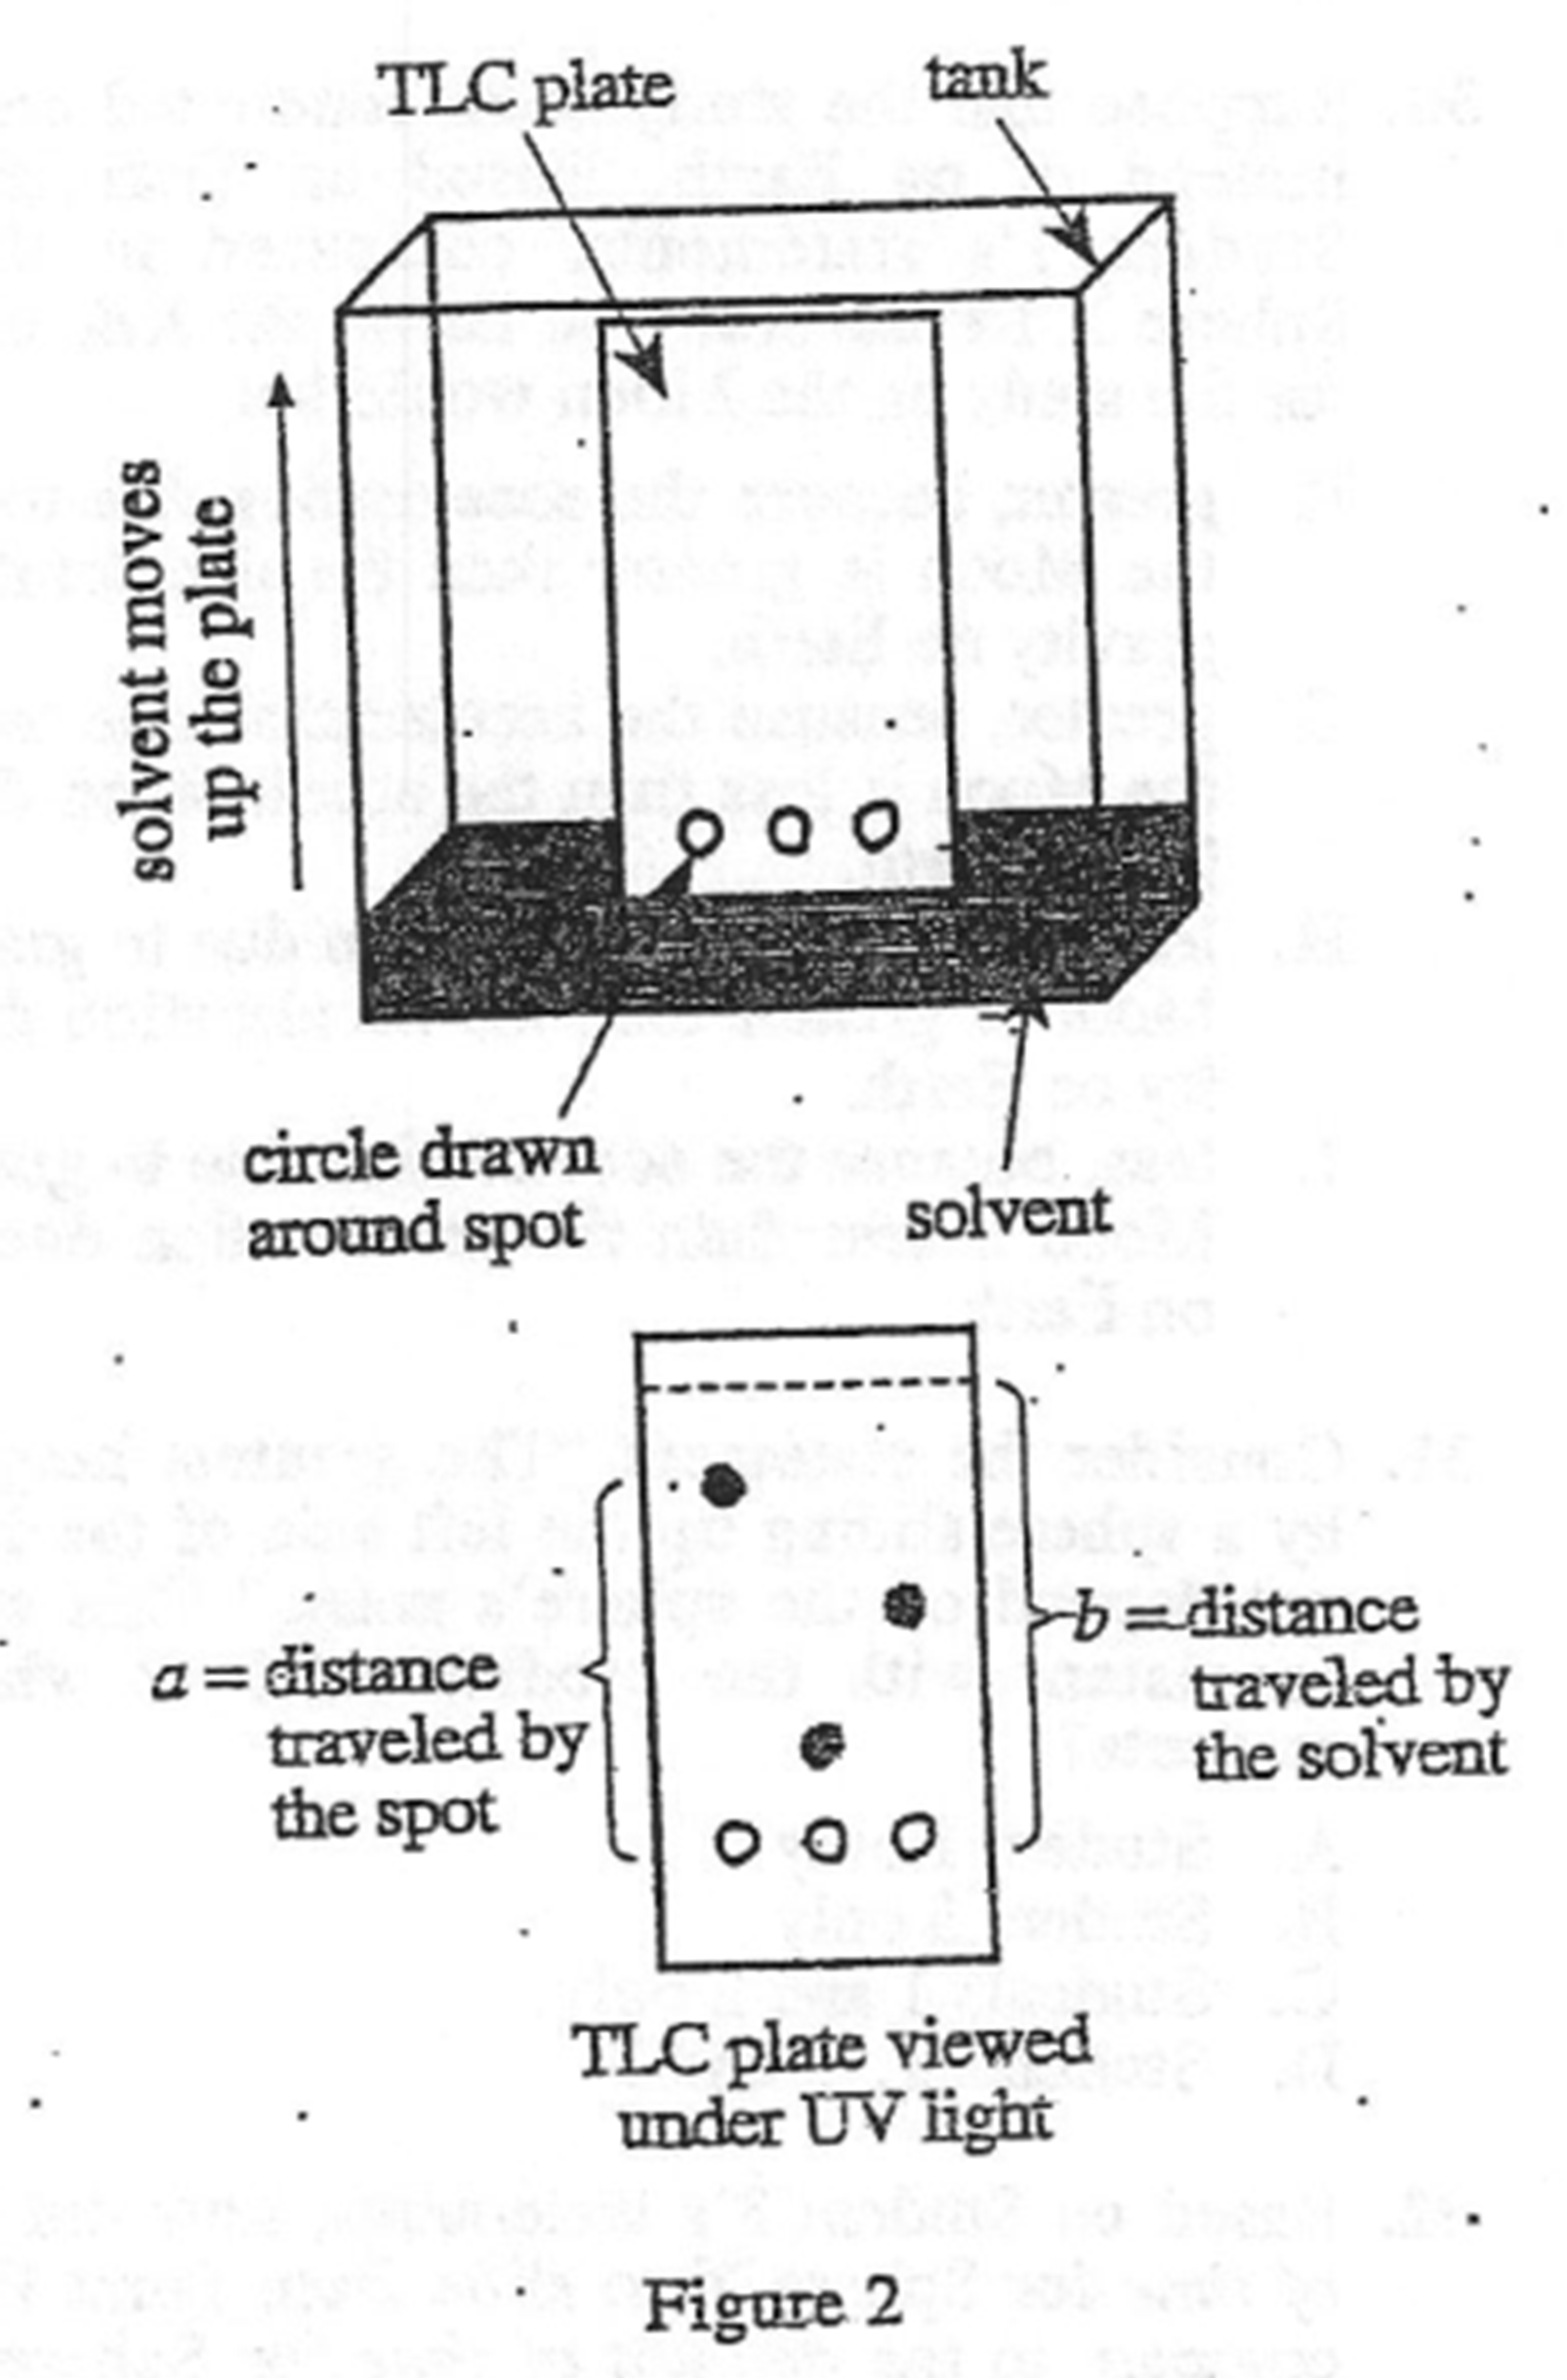 TLC plate
tank
solvent moves
up the plate
circle drawn
around spot
solvent
a = distance
traveled by
the spot
b = distance
traveled by
the solvent
TLC plate viewed
under UV light
Figure 2